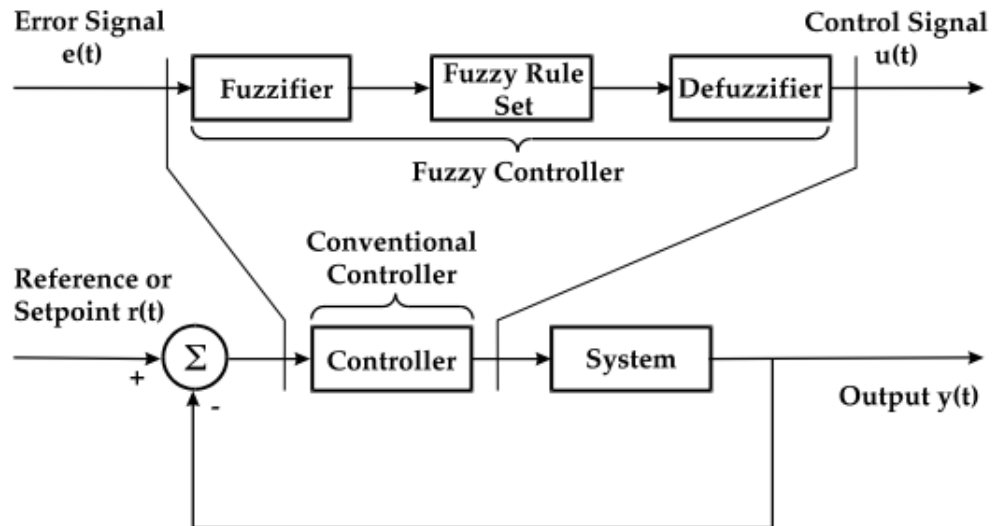 Error Signal
e(t)
Control Signal
u(t)
Fuzzifier
Fuzzy Rule
Set
Defuzzifier
Fuzzy Controller
Conventional
Controller
Reference or
Setpoint r(t)
Σ
+
-
Controller
System
Output y(t)